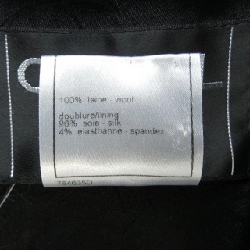 100% laine - wool
doublure/lining
96% soie - silk
4% elasthanne - spandex